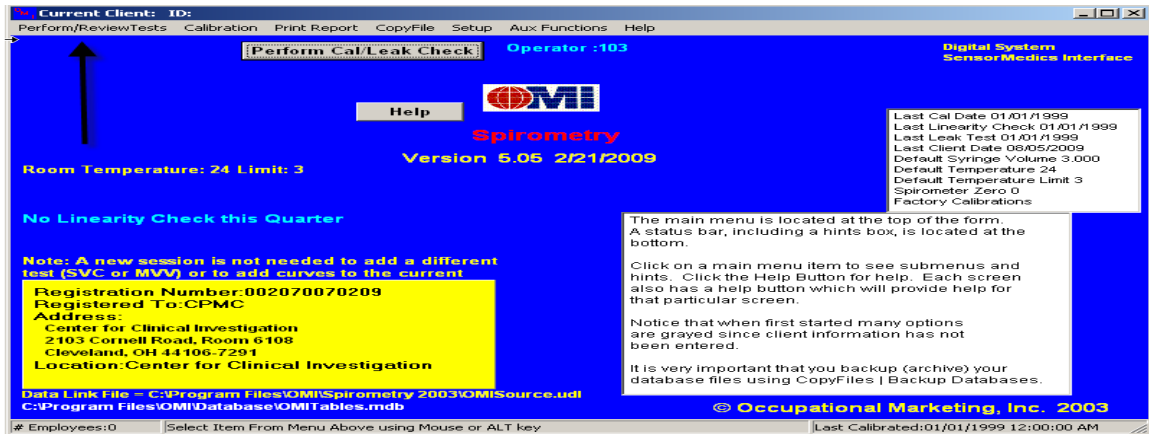 Current Client: ID:
Perform/ReviewTests Calibration Print Report CopyFile Setup Aux Functions Help
Perform Cal/Leak Check
Operator :103
Digital System
SensorMedics Interface
OMI
Help
Spirometry
Version 5.05 2/21/2009
Room Temperature: 24 Limit: 3
Last Cal Date 01/01/1999
Last Linearity Check 01/01/1999
Last Leak Test 01/01/1999
Last Client Date 08/05/2009
Default Syringe Volume 3.000
Default Temperature 24
Default Temperature Limit 3
Spirometer Zero 0
Factory Calibrations
No Linearity Check this Quarter
Note: A new session is not needed to add a different
test (SVC or MVV) or to add curves to the current
Registration Number:002070070209
Registered To:CPMC
Address:
Center for Clinical Investigation
2103 Cornell Road, Room 6108
Cleveland, OH 44106-7291
Location:Center for Clinical Investigation
The main menu is located at the top of the form.
A status bar, including a hints box, is located at the
bottom.
Click on a main menu item to see submenus and
hints. Click the Help Button for help. Each screen
also has a help button which will provide help for
that particular screen.
Notice that when first started many options
are grayed since client information has not
been entered.
It is very important that you backup (archive) your
database files using CopyFiles | Backup Databases.
Data Link File = C:\Program Files\OMI\Spirometry 2003\OMISource.udl
C:\Program Files\OMI\Database\OMITables.mdb
© Occupational Marketing, Inc. 2003
# Employees:0
Select Item From Menu Above using Mouse or ALT key
Last Calibrated:01/01/1999 12:00:00 AM